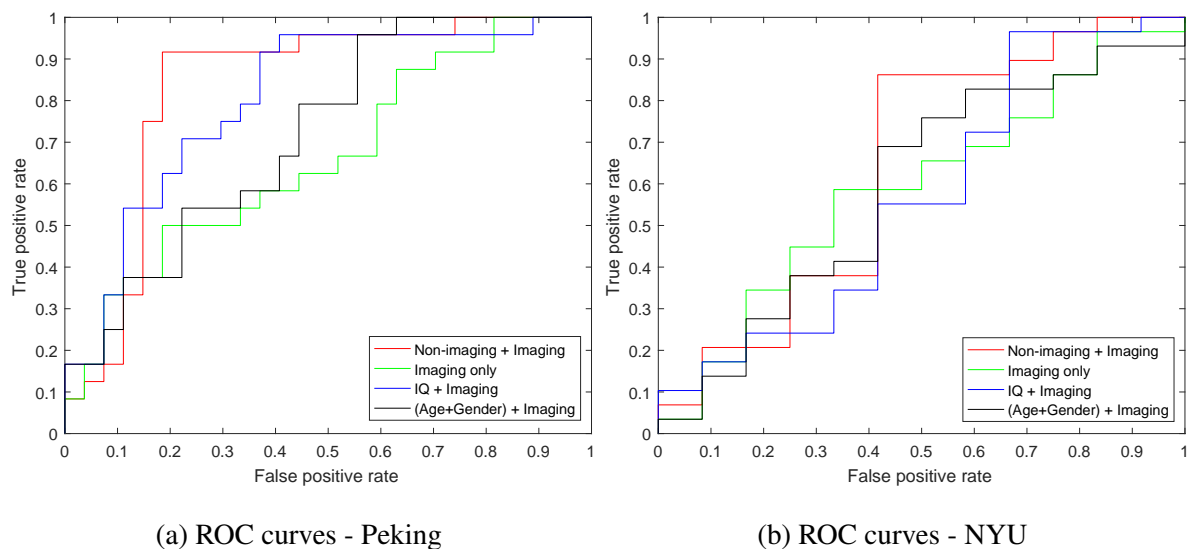 1
0.9
0.8
0.7
0.6
0.5
0.4
0.3
0.2
0.1
0
True positive rate
Non-imaging + Imaging
Imaging only
IQ + Imaging
(Age+Gender) + Imaging
0 0.1 0.2 0.3 0.4 0.5 0.6 0.7 0.8 0.9 1
False positive rate
(a) ROC curves - Peking
1
0.9
0.8
0.7
0.6
0.5
0.4
0.3
0.2
0.1
0
True positive rate
Non-imaging + Imaging
Imaging only
IQ + Imaging
(Age+Gender) + Imaging
0 0.1 0.2 0.3 0.4 0.5 0.6 0.7 0.8 0.9 1
False positive rate
(b) ROC curves - NYU